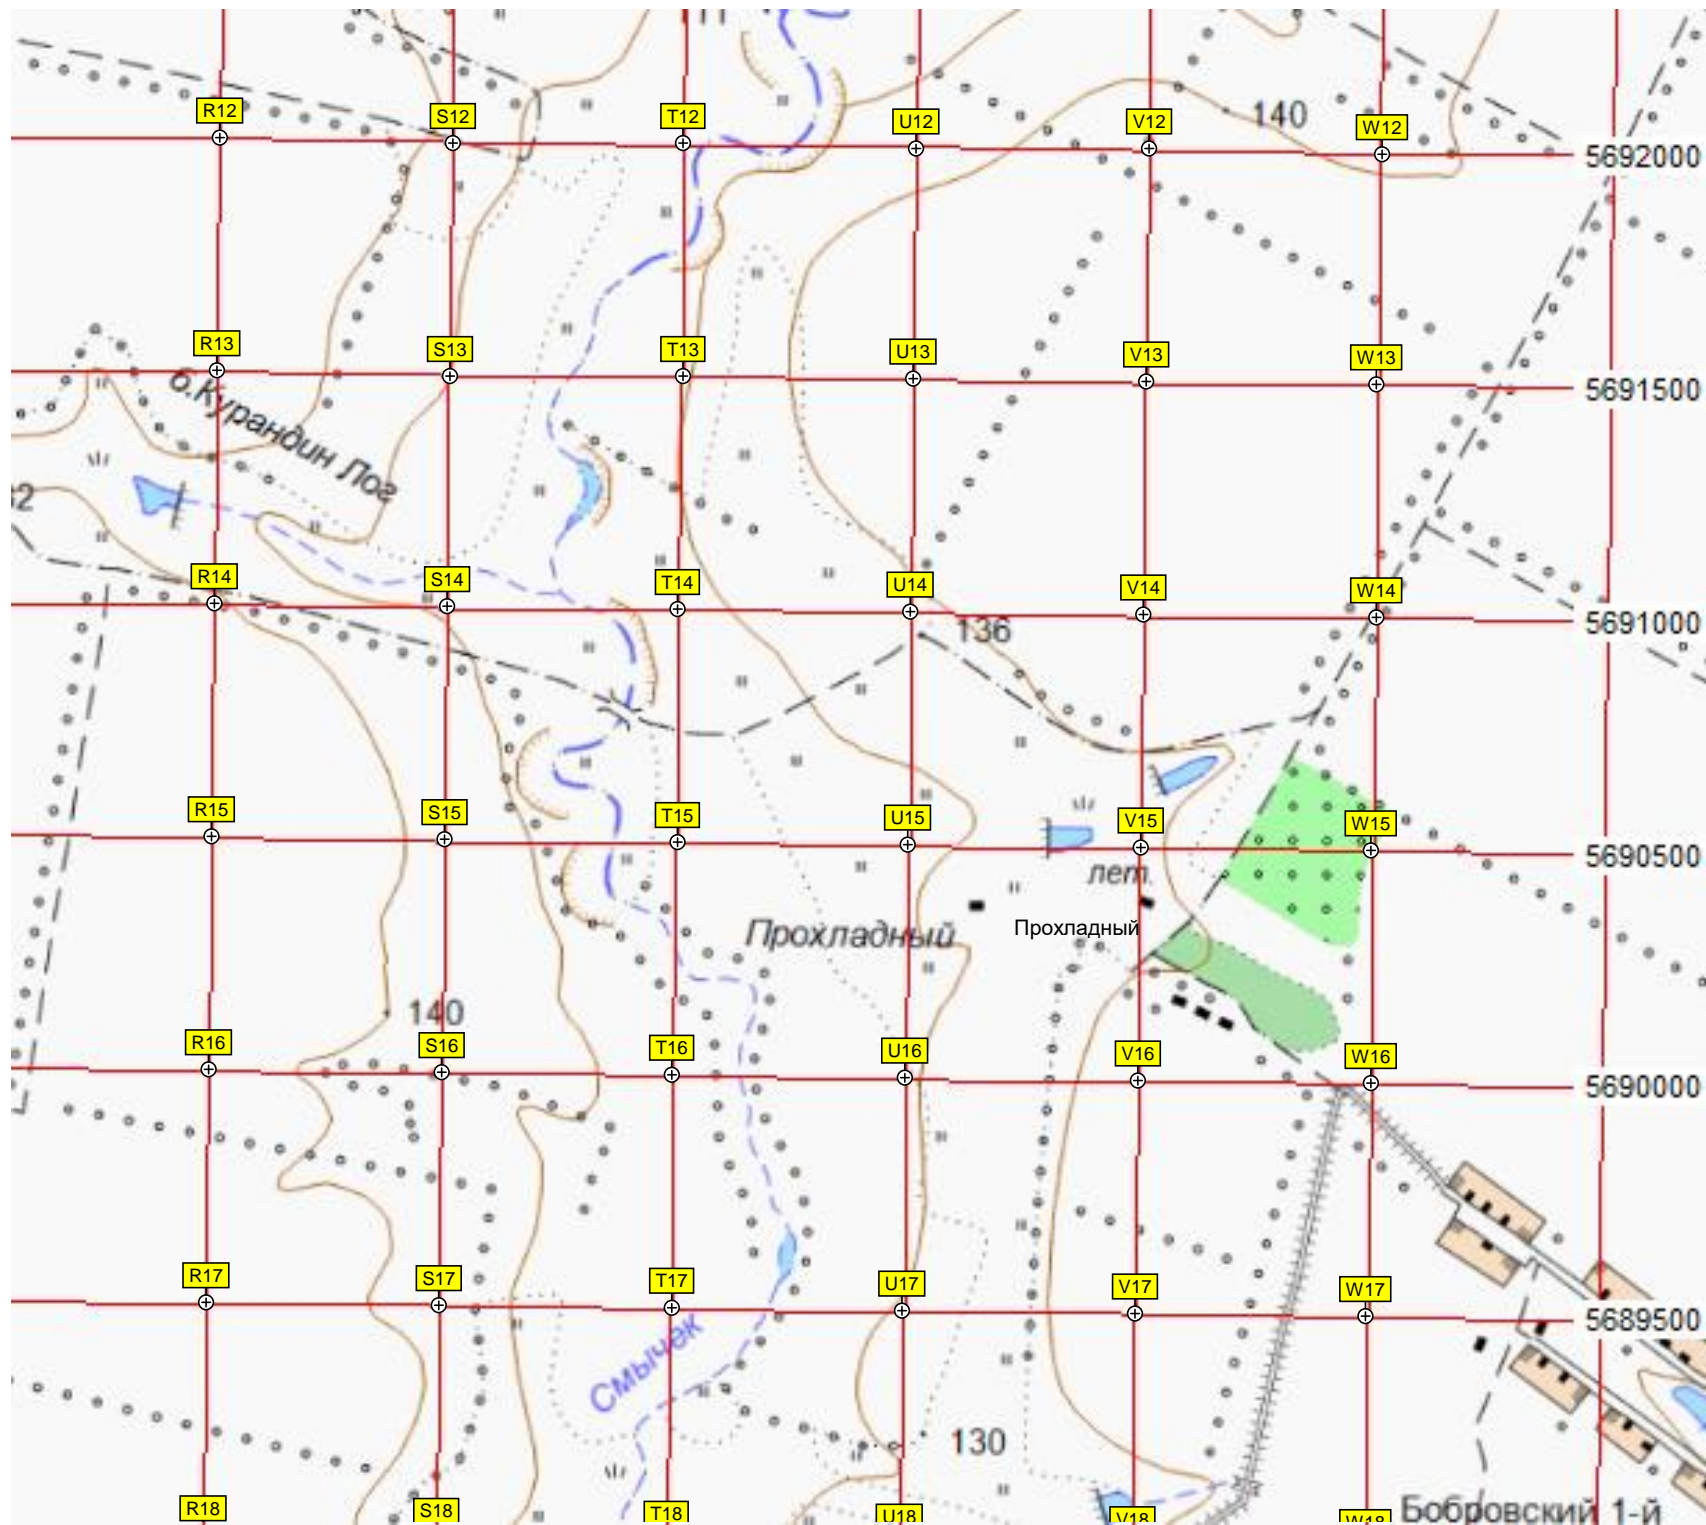 140
R12 S12 T12 U12 V12 W12
5692000
R13 S13 T13 U13 V13 W13
5691500
б.Курандин Лог
R14 S14 T14 U14 V14 W14
5691000
136
R15 S15 T15 U15 V15 W15
5690500
лет.
Прохладный
Прохладный
140
R16 S16 T16 U16 V16 W16
5690000
R17 S17 T17 U17 V17 W17
5689500
Смычек
130
R18 S18 T18 U18 V18 W18
Бобровский 1-й